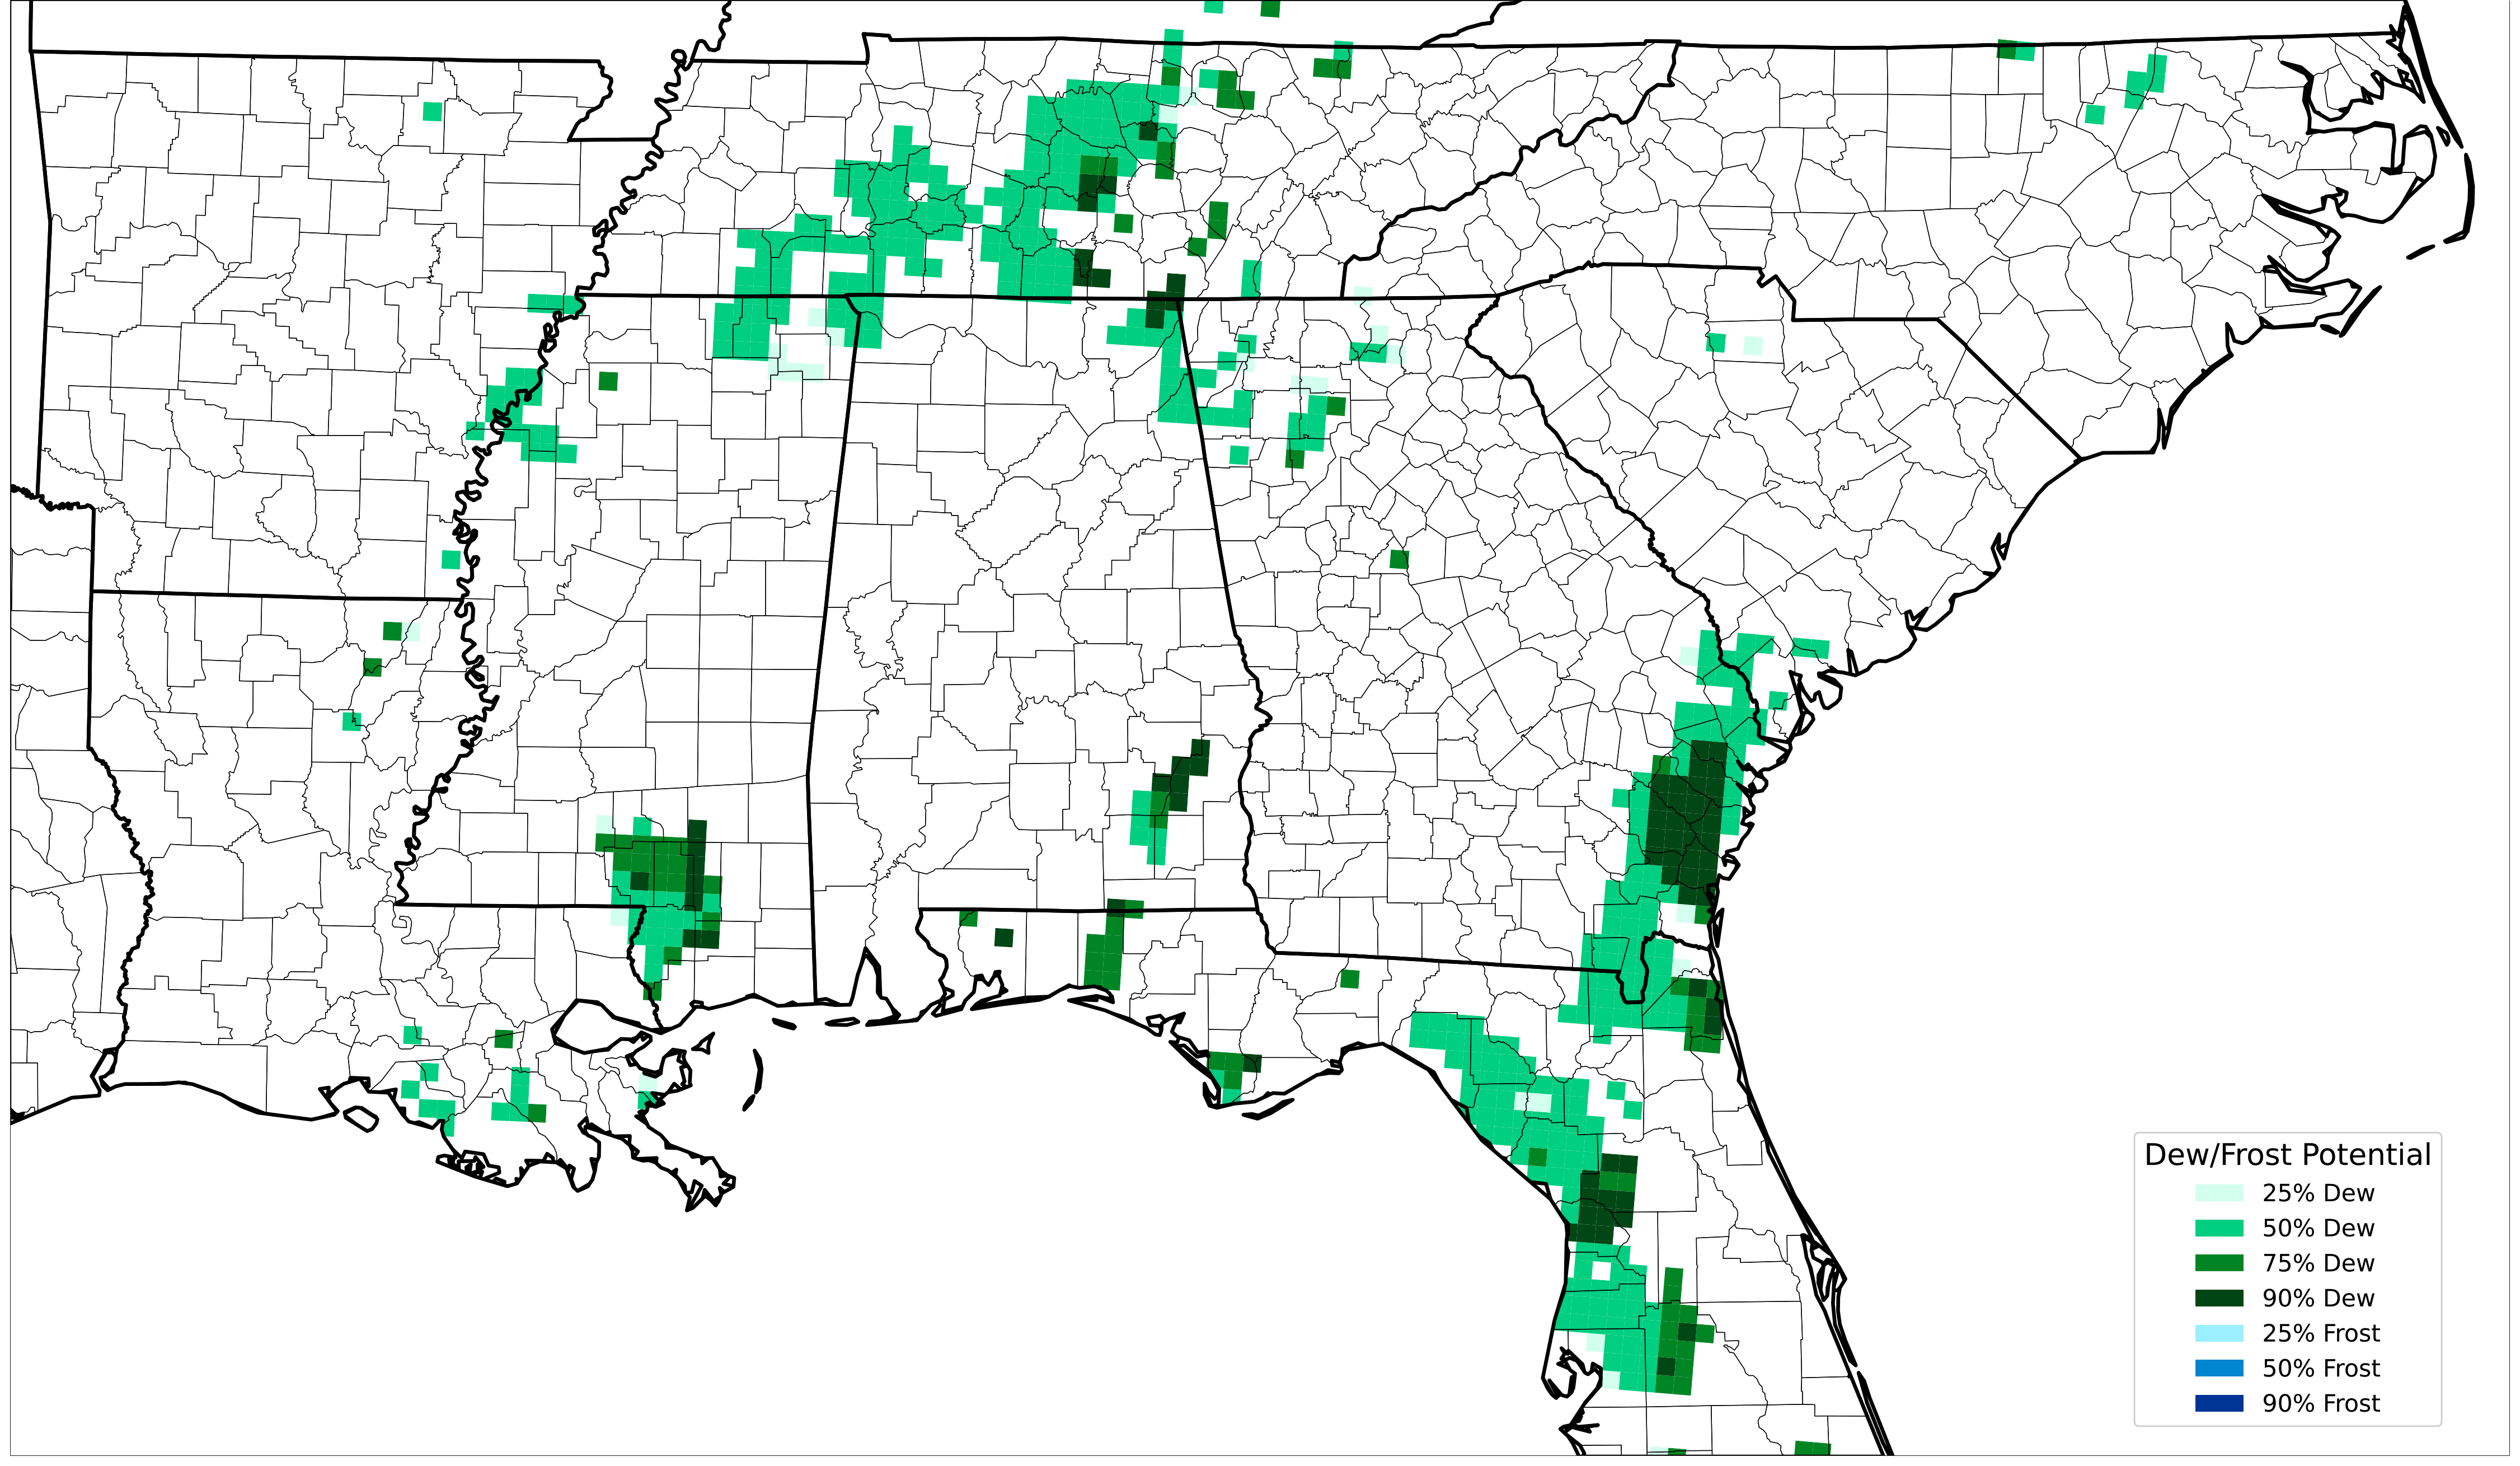 Dew/Frost Potential
25% Dew
50% Dew
75% Dew
90% Dew
25% Frost
50% Frost
90% Frost